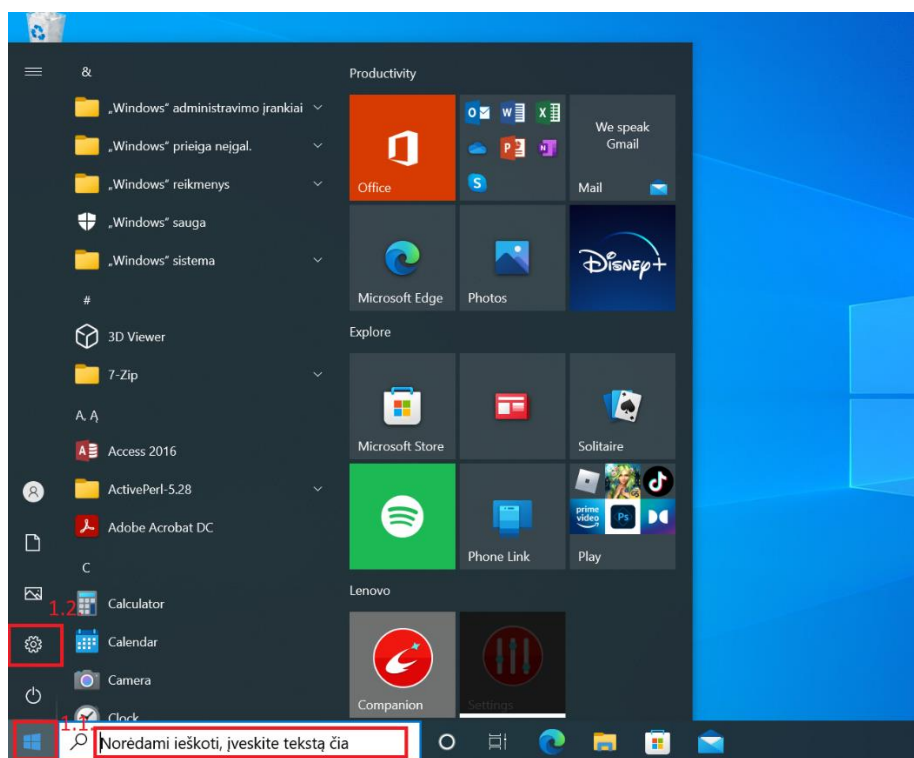 &
„Windows“ administravimo įrankiai
„Windows“ prieiga neįgal.
„Windows“ reikmenys
„Windows“ sauga
„Windows“ sistema
#
3D Viewer
7-Zip
A, Ą
Access 2016
ActivePerl-5.28
Adobe Acrobat DC
C
Calculator
Calendar
Camera
Clock
1.2.
1.1.
Norėdami ieškoti, įveskite tekstą čia
Productivity
Office
We speak
Gmail
Mail
Microsoft Edge
Photos
Disney+
Explore
Microsoft Store
Solitaire
Phone Link
prime
video
Ps
Play
Lenovo
Companion
Settings